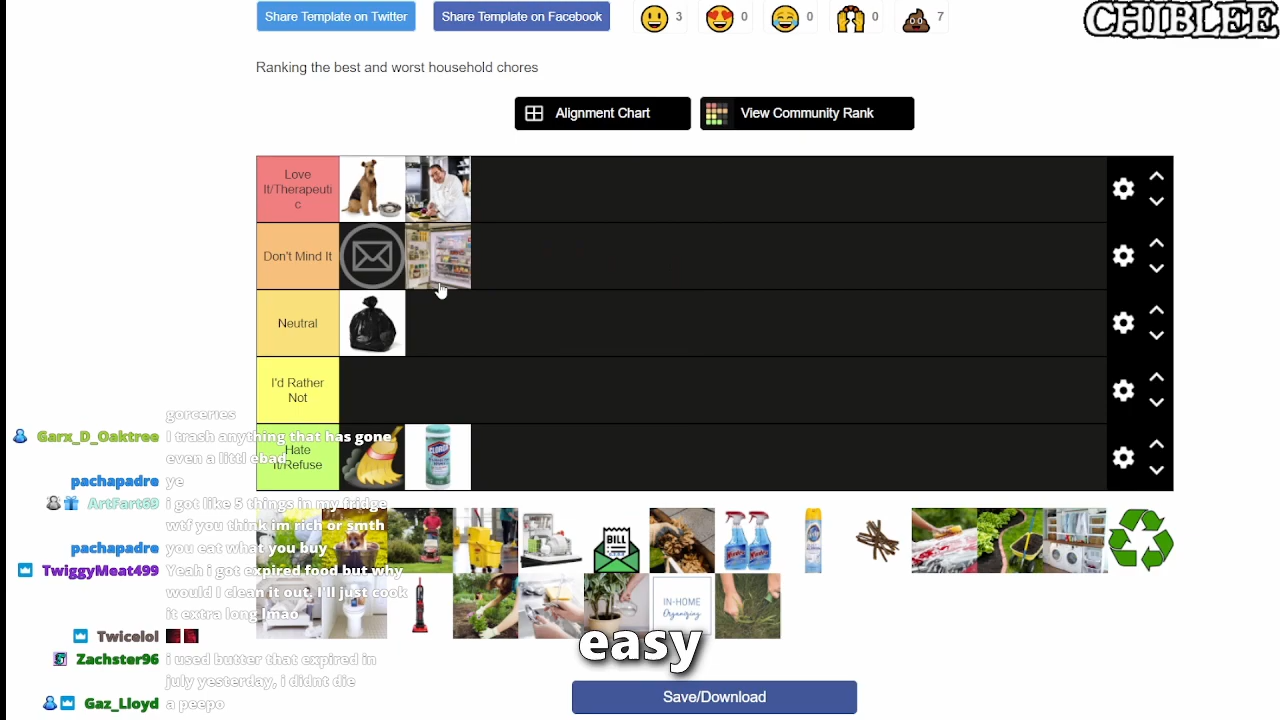 Share Template on Twitter
Share Template on Facebook
3
0
0
0
7
CHIBLEE
Ranking the best and worst household chores
Alignment Chart
View Community Rank
Love
It/Therapeuti
c
Don't Mind It
Neutral
I'd Rather
Not
Hate
It/Refuse
CLOROX
gorceries
Garx_D_Oaktree I trash anything that has gone
even a littl ebad
pachapadre ye
ArtFart69 i got like 5 things in my fridge
wtf you think im rich or smth
pachapadre you eat what you buy
TwiggyMeat499 Yeah i got expired food but why
would I clean it out. I'll just cook
it extra long lmao
Twicelol
Zachster96 i used butter that expired in
july yesterday, i didnt die
Gaz_Lloyd a peepo
BILL
Windex
IN-HOME
Organizing
easy
Save/Download